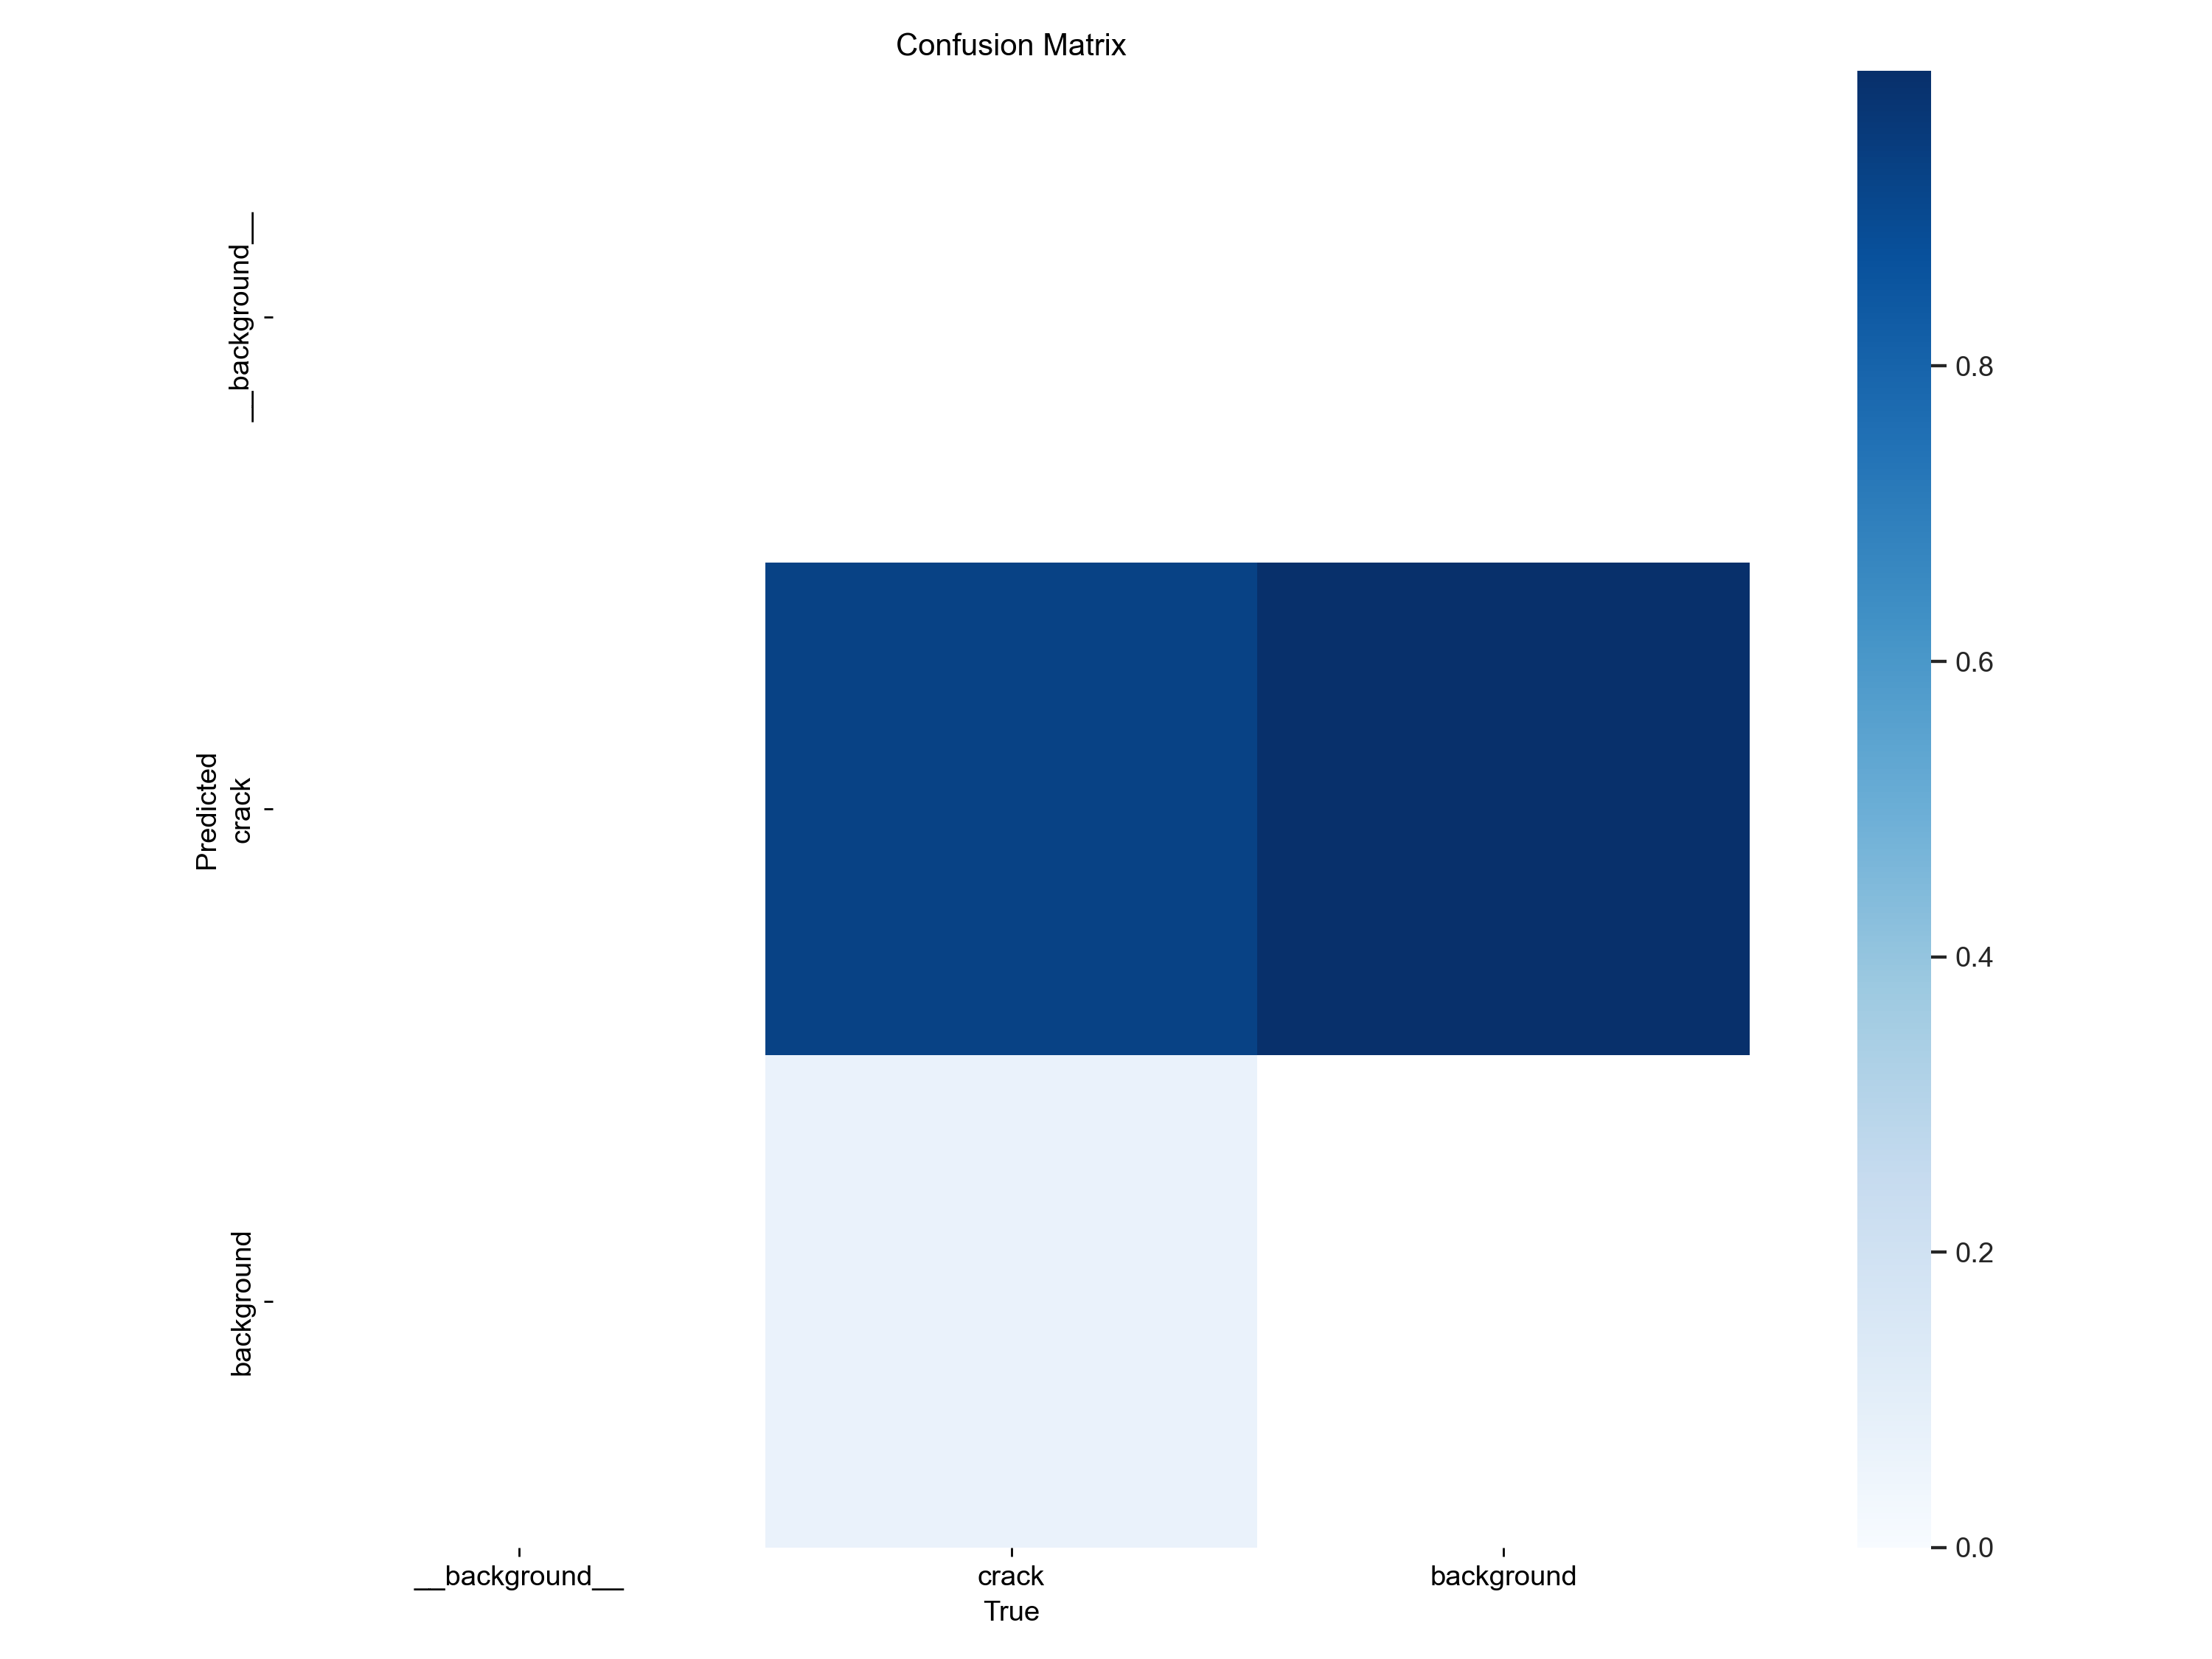 Confusion Matrix
__background__
Predicted
crack
background
__background__
crack
background
True
0.8
0.6
0.4
0.2
0.0